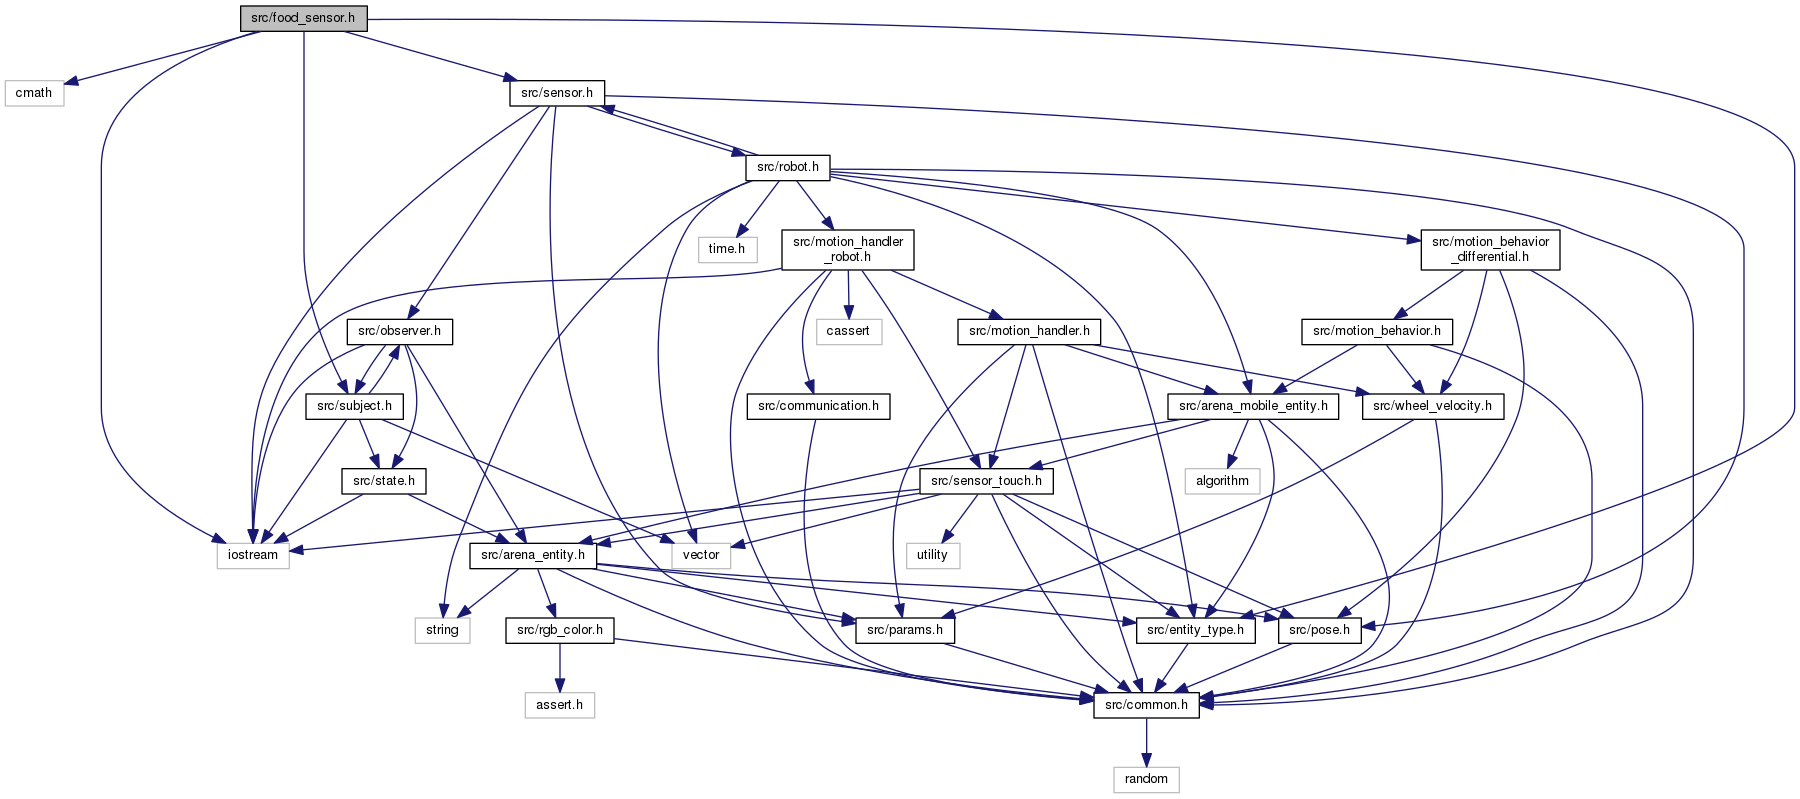 src/food_sensor.h
cmath
src/sensor.h
src/robot.h
time.h
src/motion_handler
_robot.h
src/motion_behavior
_differential.h
src/observer.h
cassert
src/motion_handler.h
src/motion_behavior.h
src/subject.h
src/communication.h
src/arena_mobile_entity.h
src/wheel_velocity.h
src/state.h
src/sensor_touch.h
algorithm
iostream
src/arena_entity.h
vector
utility
string
src/rgb_color.h
src/params.h
src/entity_type.h
src/pose.h
assert.h
src/common.h
random